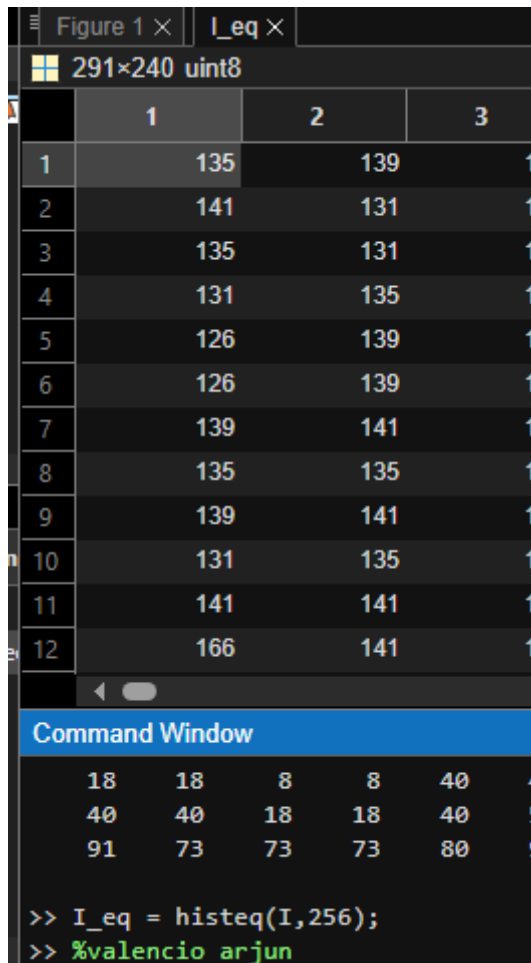 Figure 1 × I_eq ×
291×240 uint8
1 2 3
1 135 139
2 141 131
3 135 131
4 131 135
5 126 139
6 126 139
7 139 141
8 135 135
9 139 141
10 131 135
11 141 141
12 166 141
Command Window
18 18 8 8 40
40 40 18 18 40
91 73 73 73 80
>> I_eq = histeq(I,256);
>> %valencio arjun